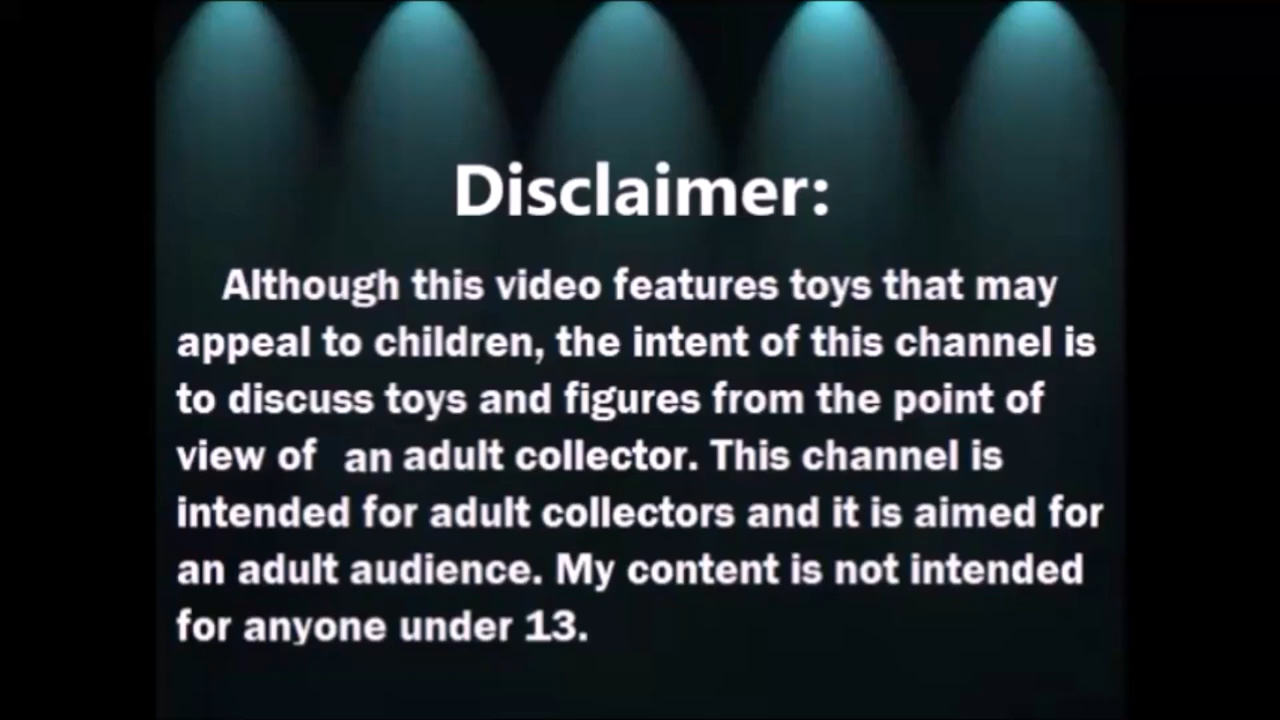 Disclaimer:
Although this video features toys that may
appeal to children, the intent of this channel is
to discuss toys and figures from the point of
view of an adult collector. This channel is
intended for adult collectors and it is aimed for
an adult audience. My content is not intended
for anyone under 13.